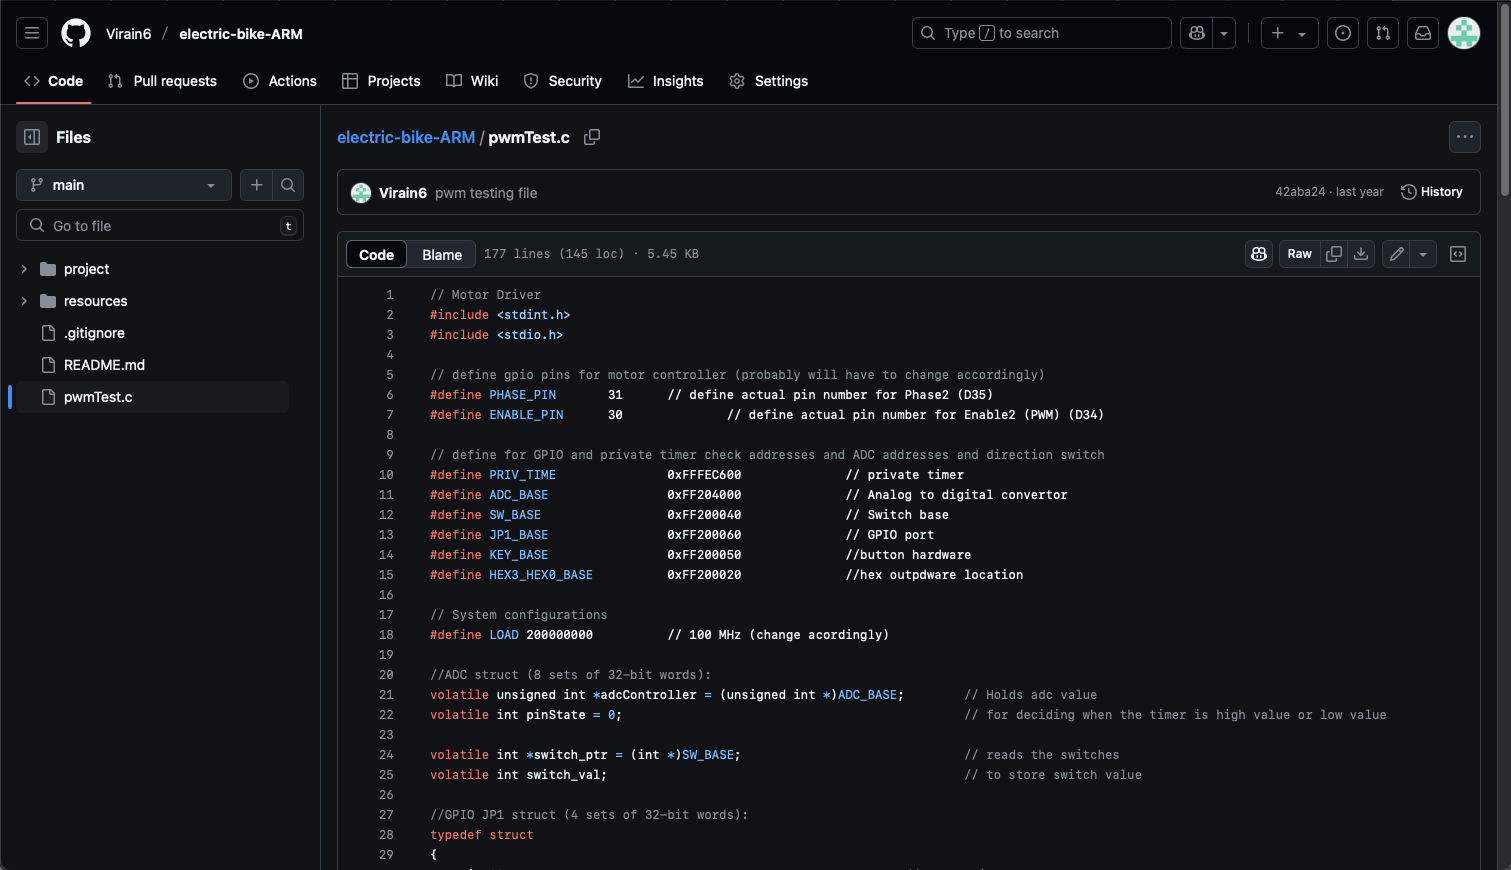 Virain6 / electric-bike-ARM
Type / to search
Code Pull requests Actions Projects Wiki Security Insights Settings
Files
main
Go to file t
project
resources
.gitignore
README.md
pwmTest.c
electric-bike-ARM / pwmTest.c
Virain6 pwm testing file 42aba24 · last year History
Code Blame 177 lines (145 loc) · 5.45 KB Raw
1 // Motor Driver
2 #include <stdint.h>
3 #include <stdio.h>
4
5 // define gpio pins for motor controller (probably will have to change accordingly)
6 #define PHASE_PIN 31 // define actual pin number for Phase2 (D35)
7 #define ENABLE_PIN 30 // define actual pin number for Enable2 (PWM) (D34)
8
9 // define for GPIO and private timer check addresses and ADC addresses and direction switch
10 #define PRIV_TIME 0xFFFEC600 // private timer
11 #define ADC_BASE 0xFF204000 // Analog to digital convertor
12 #define SW_BASE 0xFF200040 // Switch base
13 #define JP1_BASE 0xFF200060 // GPIO port
14 #define KEY_BASE 0xFF200050 //button hardware
15 #define HEX3_HEX0_BASE 0xFF200020 //hex outpdware location
16
17 // System configurations
18 #define LOAD 200000000 // 100 MHz (change acordingly)
19
20 //ADC struct (8 sets of 32-bit words):
21 volatile unsigned int *adcController = (unsigned int *)ADC_BASE; // Holds adc value
22 volatile int pinState = 0; // for deciding when the timer is high value or low value
23
24 volatile int *switch_ptr = (int *)SW_BASE; // reads the switches
25 volatile int switch_val; // to store switch value
26
27 //GPIO JP1 struct (4 sets of 32-bit words):
28 typedef struct
29 {